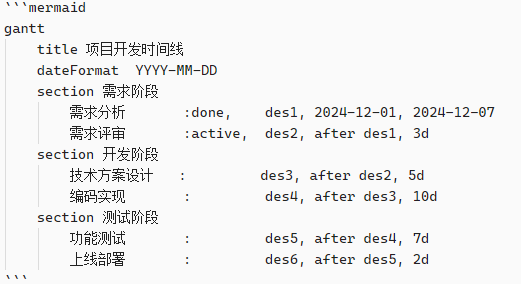 ```mermaid
gantt
    title 项目开发时间线
    dateFormat  YYYY-MM-DD
    section 需求阶段
        需求分析       :done,    des1, 2024-12-01, 2024-12-07
        需求评审       :active,  des2, after des1, 3d
    section 开发阶段
        技术方案设计   :         des3, after des2, 5d
        编码实现       :         des4, after des3, 10d
    section 测试阶段
        功能测试       :         des5, after des4, 7d
        上线部署       :         des6, after des5, 2d
```